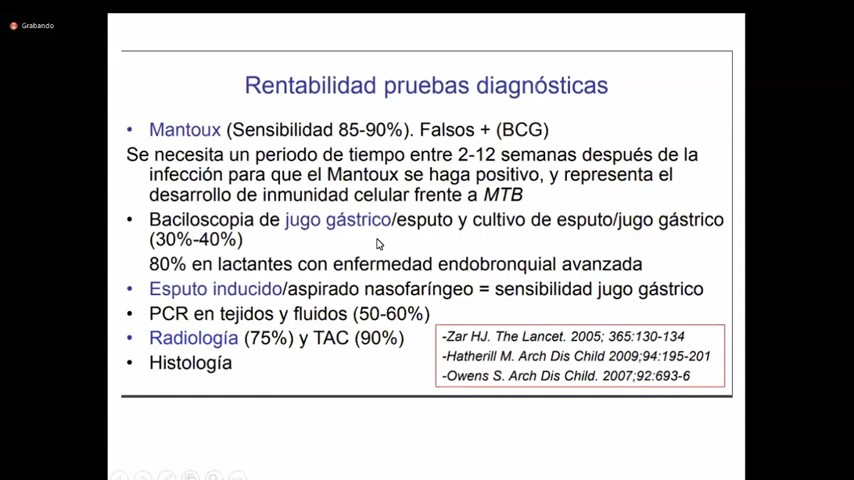 Grabando
Rentabilidad pruebas diagnósticas
• Mantoux (Sensibilidad 85-90%). Falsos + (BCG)
Se necesita un periodo de tiempo entre 2-12 semanas después de la
infección para que el Mantoux se haga positivo, y representa el
desarrollo de inmunidad celular frente a MTB
• Baciloscopia de jugo gástrico/esputo y cultivo de esputo/jugo gástrico
(30%-40%)
80% en lactantes con enfermedad endobronquial avanzada
• Esputo inducido/aspirado nasofaríngeo = sensibilidad jugo gástrico
• PCR en tejidos y fluidos (50-60%)
• Radiología (75%) y TAC (90%)
• Histología
-Zar HJ. The Lancet. 2005; 365:130-134
-Hatherill M. Arch Dis Child 2009;94:195-201
-Owens S. Arch Dis Child. 2007;92:693-6